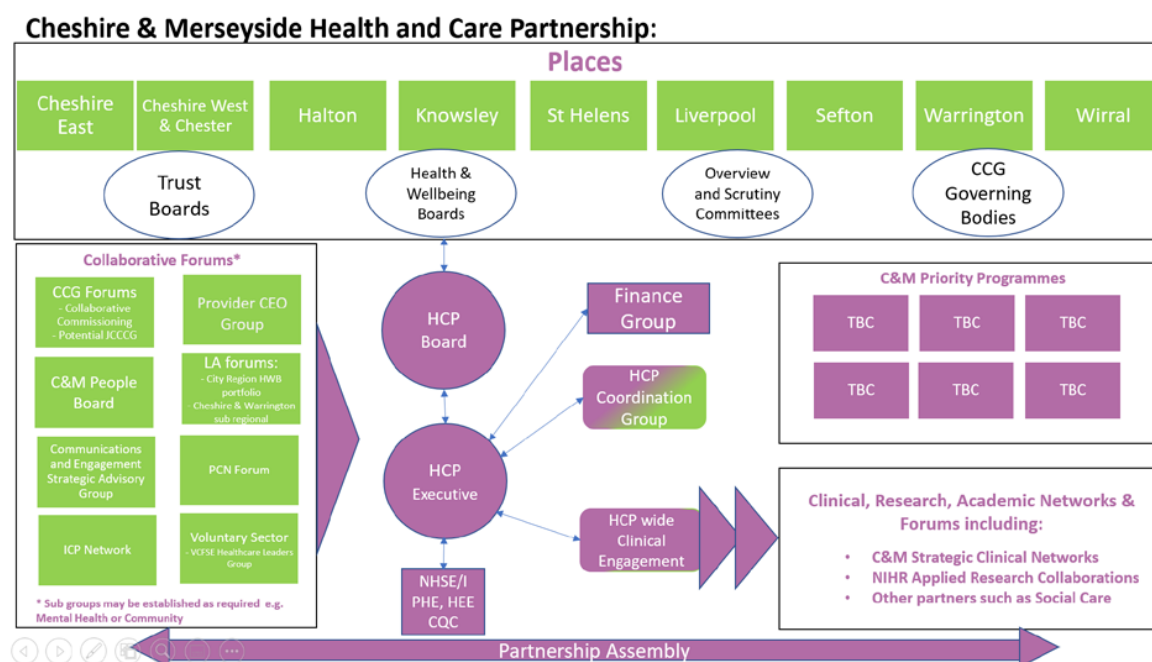 Cheshire & Merseyside Health and Care Partnership:
Places
Cheshire
East
Cheshire West
& Chester
Halton
Knowsley
St Helens
Liverpool
Sefton
Warrington
Wirral
Trust
Boards
Health &
Wellbeing
Boards
Overview
and Scrutiny
Committees
CCG
Governing
Bodies
Collaborative Forums*
CCG Forums
- Collaborative
Commissioning
- Potential JCCCG
Provider CEO
Group
C&M People
Board
LA forums:
- City Region HWB
portfolio
- Cheshire & Warrington
sub regional
Communications
and Engagement
Strategic Advisory
Group
PCN Forum
ICP Network
Voluntary Sector
- VCFSE Healthcare Leaders
Group
* Sub groups may be established as required e.g.
Mental Health or Community
HCP
Board
HCP
Executive
NHSE/I
PHE, HEE
CQC
Finance
Group
HCP
Coordination
Group
HCP wide
Clinical
Engagement
C&M Priority Programmes
TBC
TBC
TBC
TBC
TBC
TBC
Clinical, Research, Academic Networks &
Forums including:
• C&M Strategic Clinical Networks
• NIHR Applied Research Collaborations
• Other partners such as Social Care
Partnership Assembly